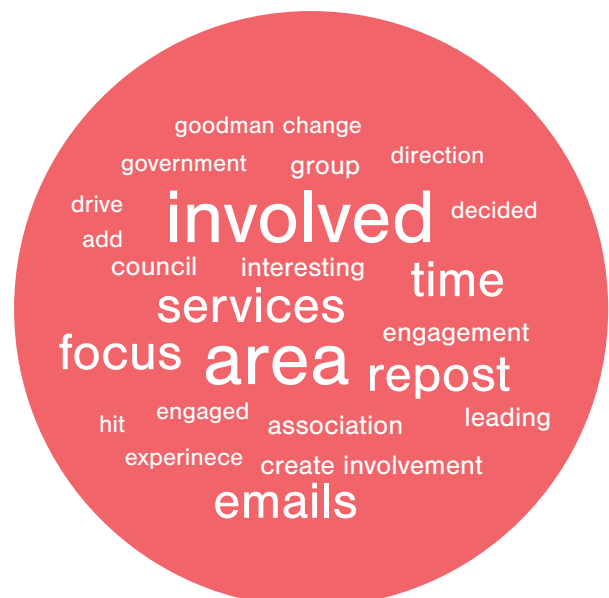 goodman change
government group direction
drive involved decided
add
council interesting time
services
engagement
focus area repost
hit engaged association leading
experinece create involvement
emails